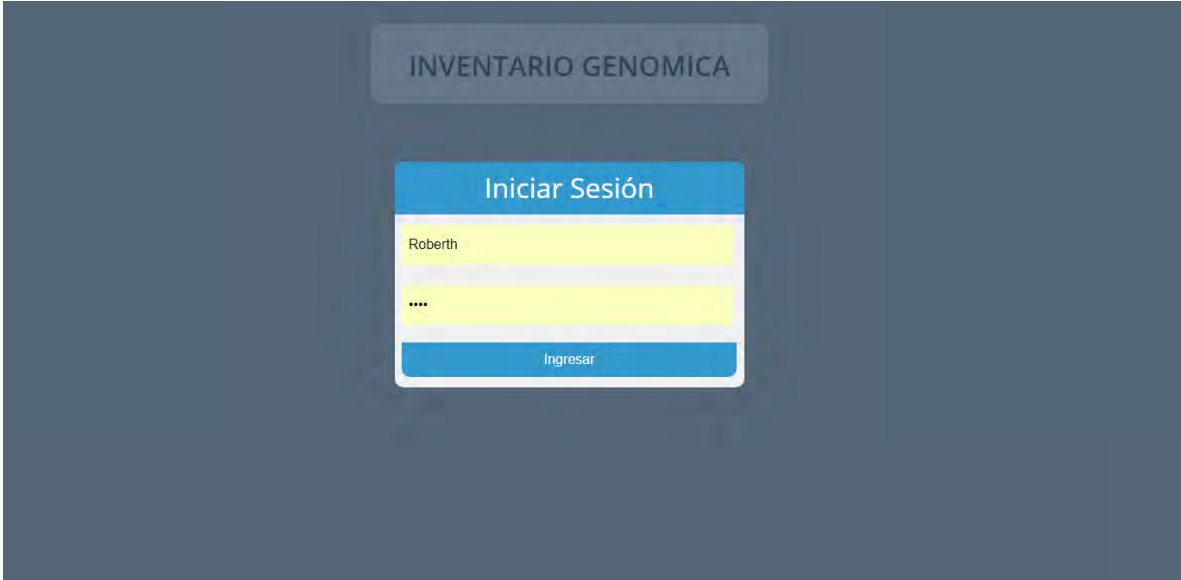 INVENTARIO GENOMICA
Iniciar Sesión
Roberth
••••
Ingresar